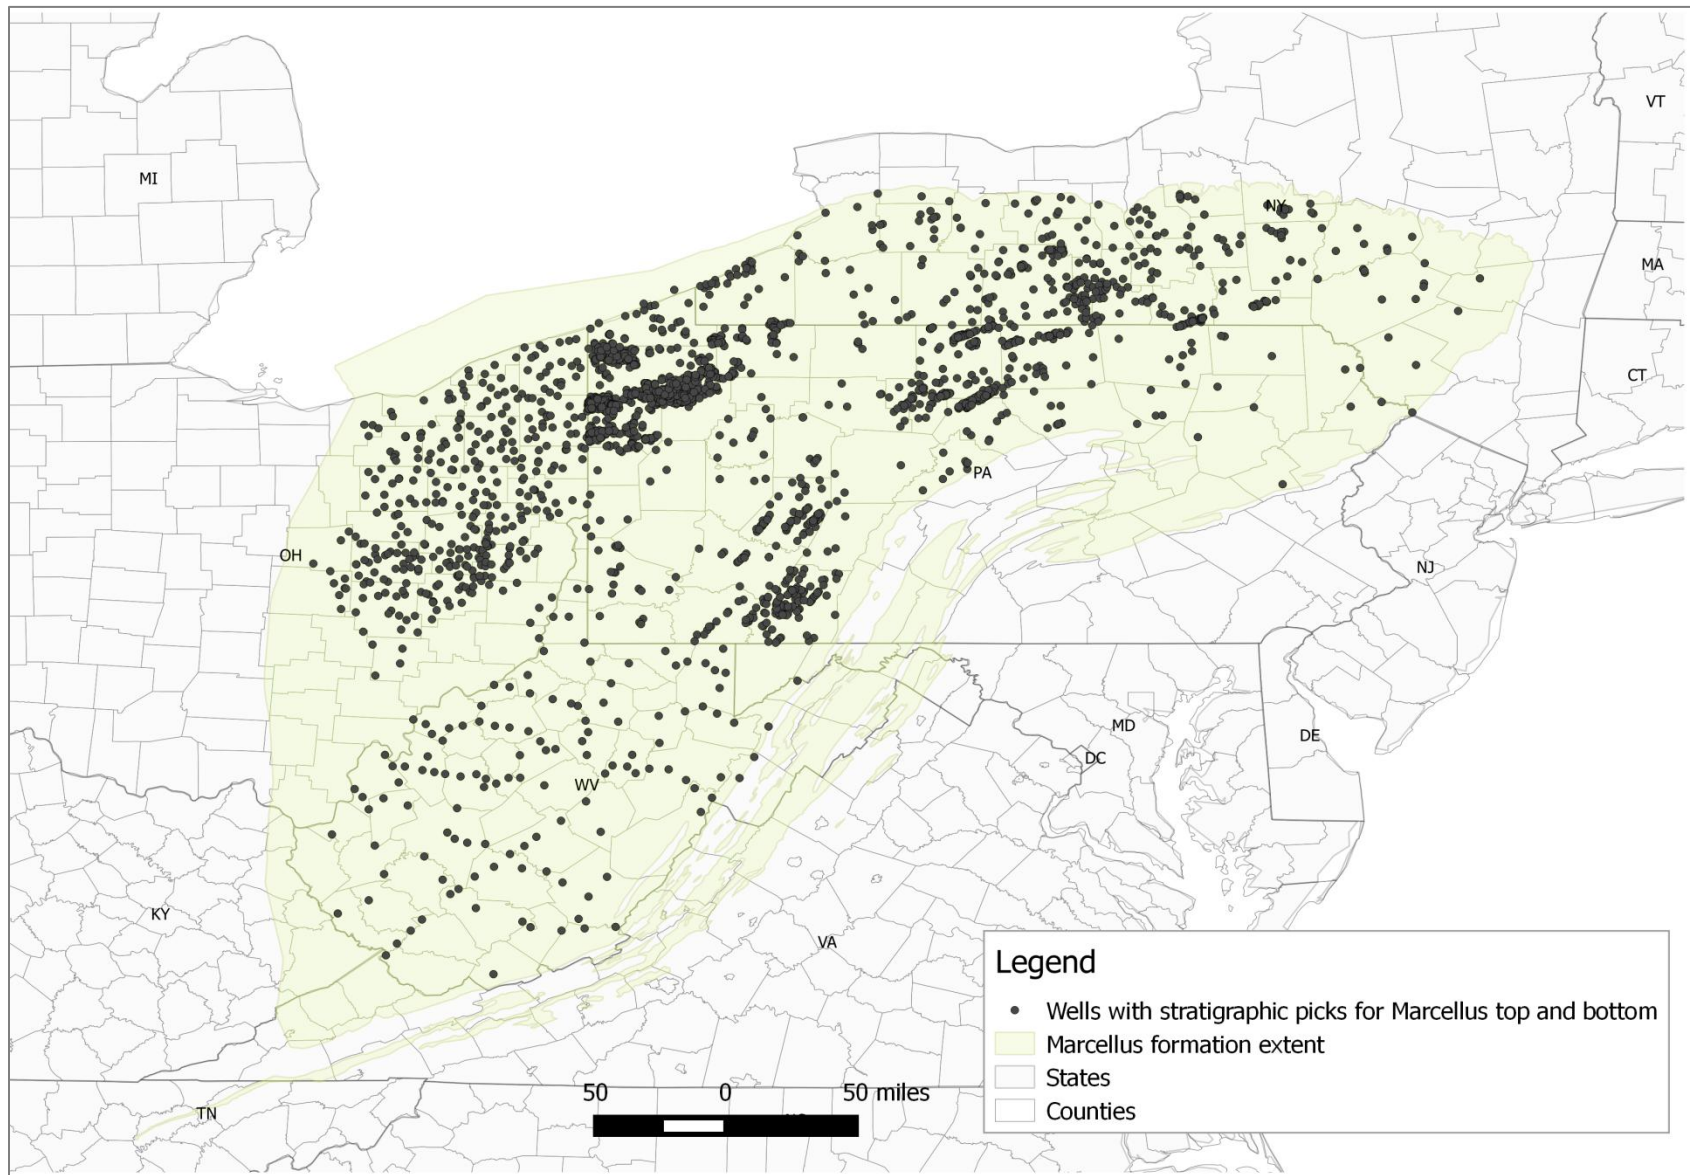 VT
MI
NY
MA
CT
PA
OH
NJ
MD
DE
DC
WV
KY
VA
TN
Legend
Wells with stratigraphic picks for Marcellus top and bottom
Marcellus formation extent
States
Counties
50 0 50 miles